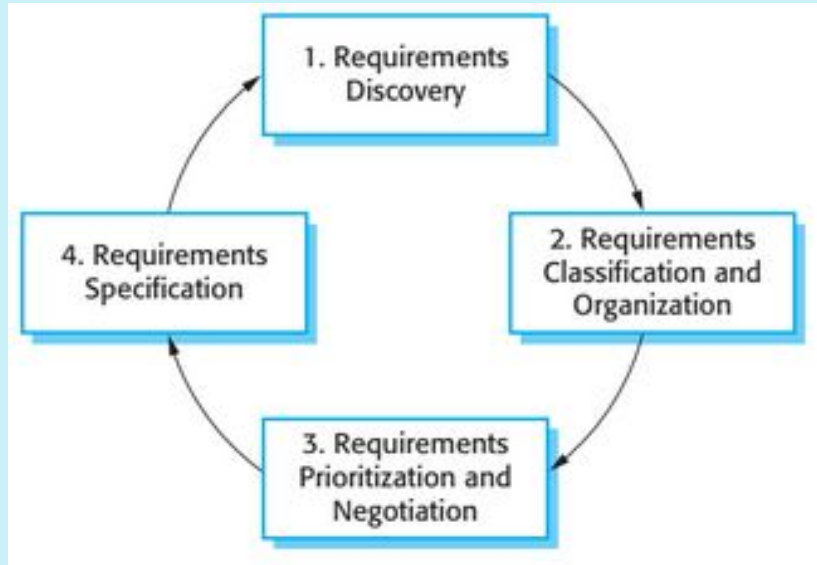 1. Requirements
Discovery
2. Requirements
Classification and
Organization
3. Requirements
Prioritization and
Negotiation
4. Requirements
Specification